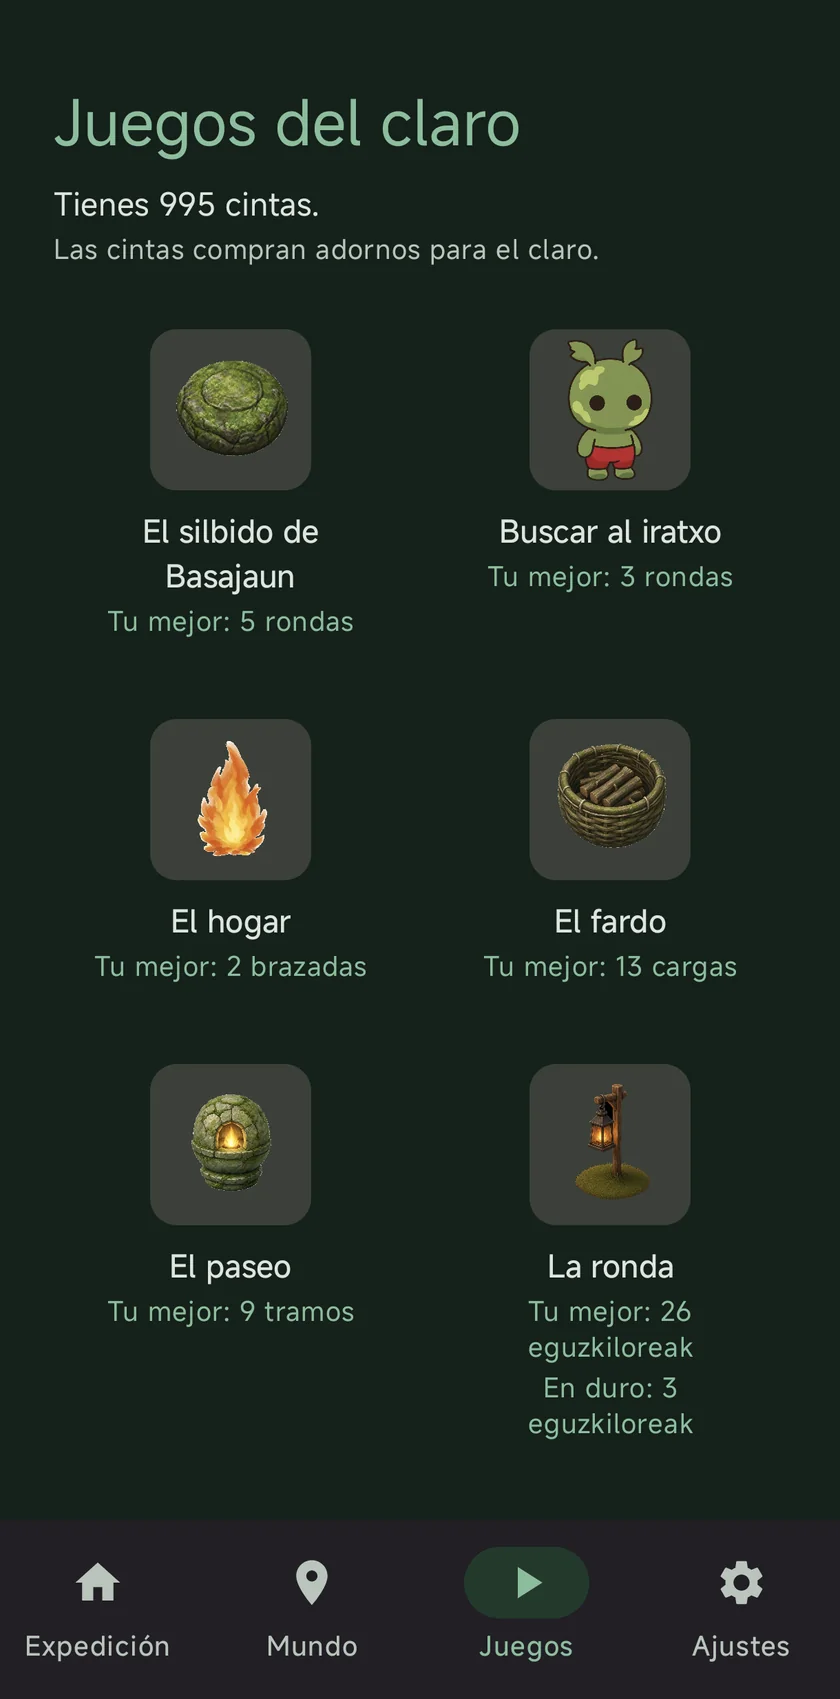 Juegos del claro
Tienes 995 cintas.
Las cintas compran adornos para el claro.
El silbido de
Basajaun
Tu mejor: 5 rondas
Buscar al iratxo
Tu mejor: 3 rondas
El hogar
Tu mejor: 2 brazadas
El fardo
Tu mejor: 13 cargas
El paseo
Tu mejor: 9 tramos
La ronda
Tu mejor: 26
eguzkiloreak
En duro: 3
eguzkiloreak
Expedición
Mundo
Juegos
Ajustes